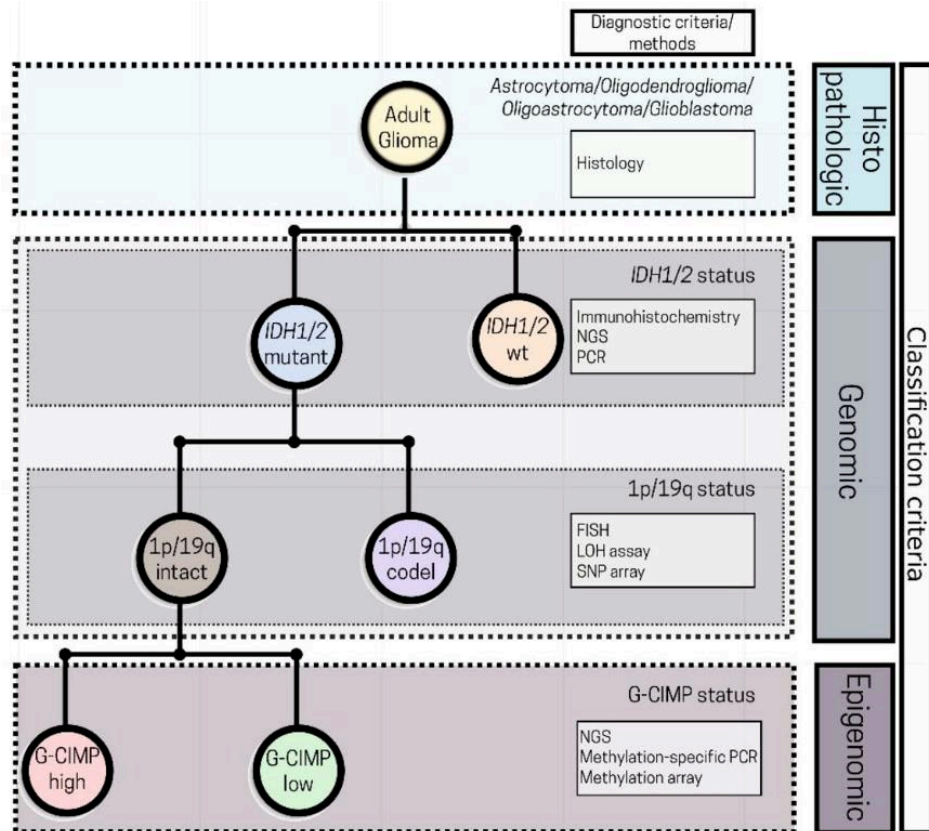 Diagnostic criteria/
methods
Astrocytoma/Oligodendroglioma/
Oligoastrocytoma/Glioblastoma
Adult
Glioma
Histology
Histo
pathologic
IDH1/2 status
IDH1/2
mutant
IDH1/2
wt
Immunohistochemistry
NGS
PCR
Genomic
Classification criteria
1p/19q status
1p/19q
intact
1p/19q
codel
FISH
LOH assay
SNP array
G-CIMP status
G-CIMP
high
G-CIMP
low
NGS
Methylation-specific PCR
Methylation array
Epigenomic